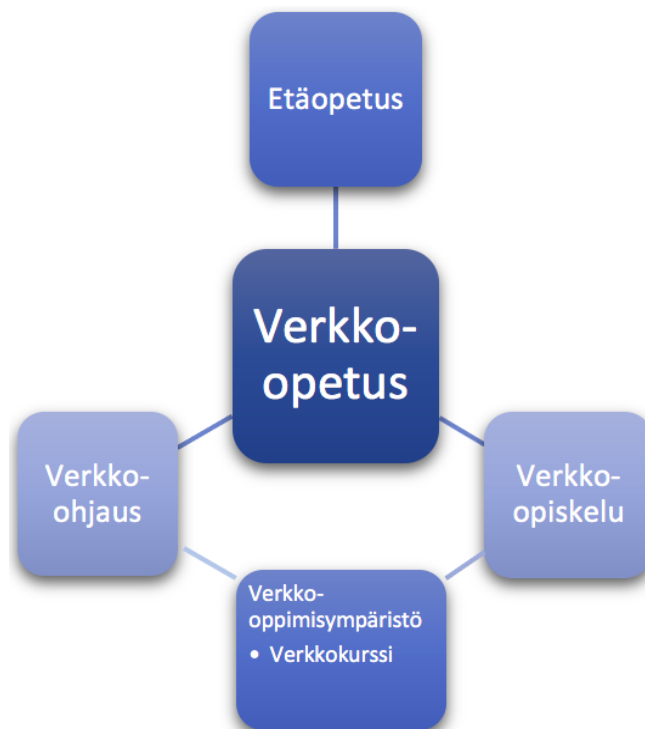 Etäopetus
Verkko-
opetus
Verkko-
ohjaus
Verkko-
opiskelu
Verkko-
oppimisympäristö
• Verkkokurssi